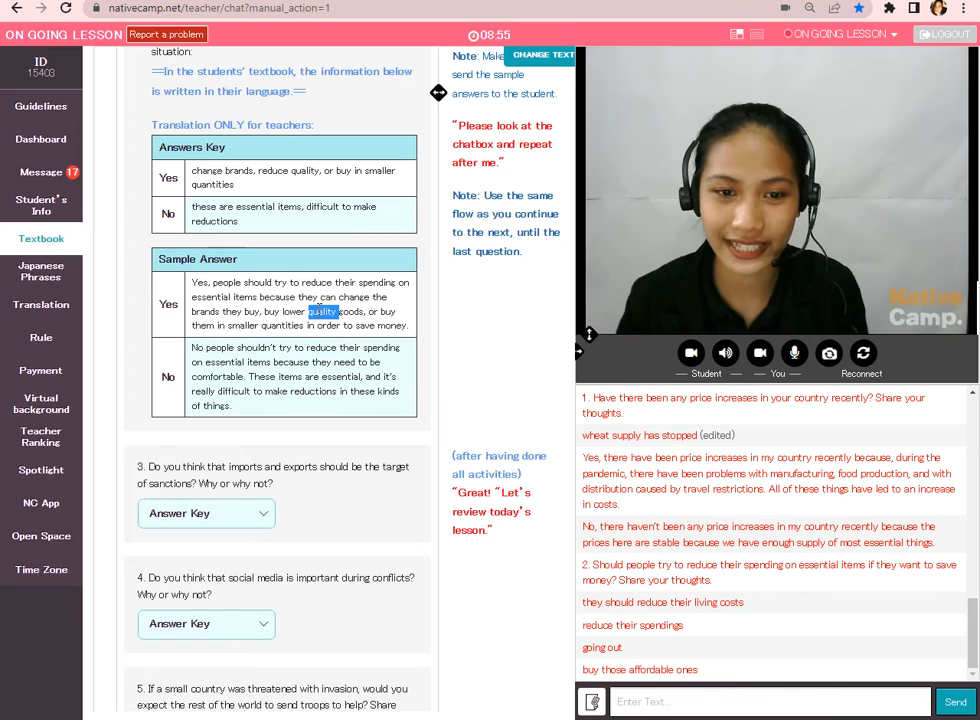 nativecamp.net/teacher/chat?manual_action=1
ON GOING LESSON
Report a problem
08:55
ON GOING LESSON
LOGOUT
ID
15403
Guidelines
Dashboard
Message 17
Student's
Info
Textbook
Japanese
Phrases
Translation
Rule
Payment
Virtual
background
Teacher
Ranking
Spotlight
NC App
Open Space
Time Zone
situation:
==In the students' textbook, the information below
is written in their language.==
Translation ONLY for teachers:
Answers Key
Yes
change brands, reduce quality, or buy in smaller
quantities
No
these are essential items, difficult to make
reductions
Sample Answer
Yes
Yes, people should try to reduce their spending on
essential items because they can change the
brands they buy, buy lower quality goods, or buy
them in smaller quantities in order to save money.
No
No people shouldn't try to reduce their spending
on essential items because they need to be
comfortable. These items are essential, and it's
really difficult to make reductions in these kinds
of things.
3. Do you think that imports and exports should be the target
of sanctions? Why or why not?
Answer Key
4. Do you think that social media is important during conflicts?
Why or why not?
Answer Key
5. If a small country was threatened with invasion, would you
expect the rest of the world to send troops to help? Share
CHANGE TEXT
Note: Make
send the sample
answers to the student.
"Please look at the
chatbox and repeat
after me."
Note: Use the same
flow as you continue
to the next, until the
last question.
(after having done
all activities)
"Great! "Let's
review today's
lesson."
Native
Camp.
Student
You
Reconnect
1. Have there been any price increases in your country recently? Share your
thoughts.
wheat supply has stopped (edited)
Yes, there have been price increases in my country recently because, during the
pandemic, there have been problems with manufacturing, food production, and with
distribution caused by travel restrictions. All of these things have led to an increase
in costs.
No, there haven't been any price increases in my country recently because the
prices here are stable because we have enough supply of most essential things.
2. Should people try to reduce their spending on essential items if they want to save
money? Share your thoughts.
they should reduce their living costs
reduce their spendings
going out
buy those affordable ones
Enter Text...
Send